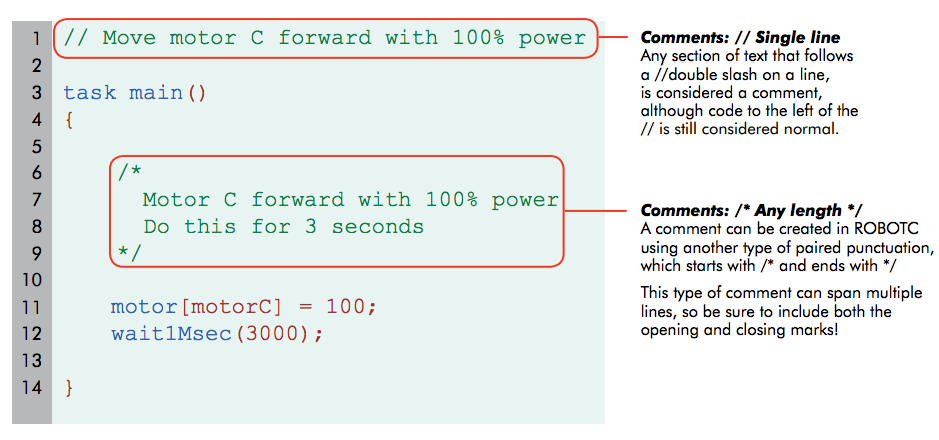 1 // Move motor C forward with 100% power
2
3 task main()
4 {
5
6 /*
7 Motor C forward with 100% power
8 Do this for 3 seconds
9 */
10
11 motor[motorC] = 100;
12 wait1Msec(3000);
13
14 }
Comments: // Single line
Any section of text that follows
a //double slash on a line,
is considered a comment,
although code to the left of the
// is still considered normal.
Comments: /* Any length */
A comment can be created in ROBOTC
using another type of paired punctuation,
which starts with /* and ends with */
This type of comment can span multiple
lines, so be sure to include both the
opening and closing marks!